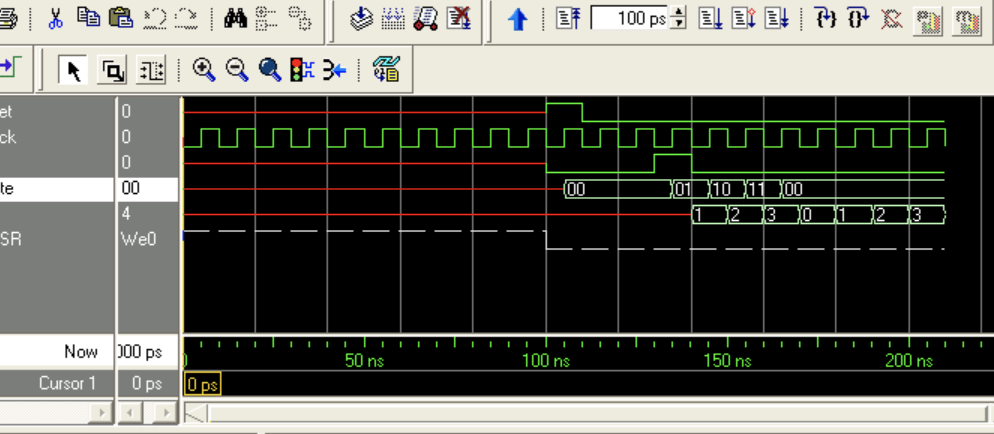 100 ps
et 0
ck 0
0
te 00 00 01 10 11 00
4 1 2 3 0 1 2 3
SR We0
Now 000 ps 50 ns 100 ns 150 ns 200 ns
Cursor 1 0 ps 0 ps